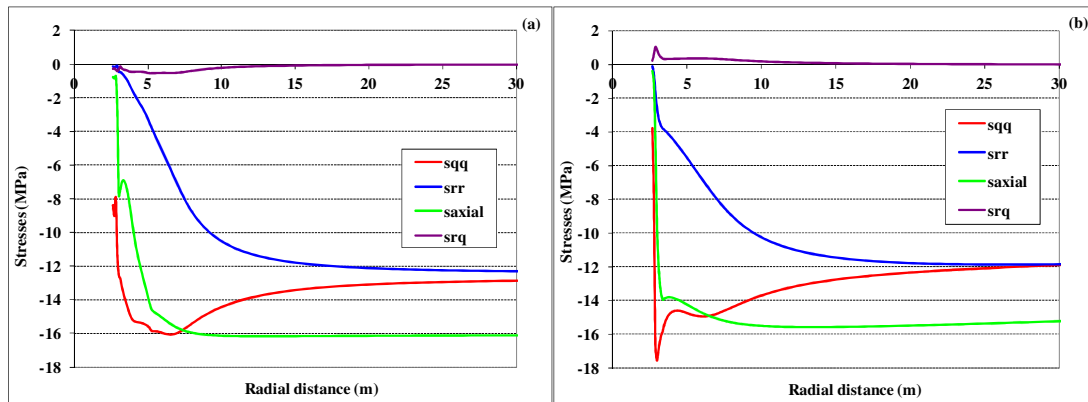 (a)
2
0
0 5 10 15 20 25 30
-2
-4
-6
-8
-10
-12
-14
-16
-18
Stresses (MPa)
Radial distance (m)
sqq
srr
saxial
srq
(b)
2
0
0 5 10 15 20 25 30
-2
-4
-6
-8
-10
-12
-14
-16
-18
Stresses (MPa)
Radial distance (m)
sqq
srr
saxial
srq